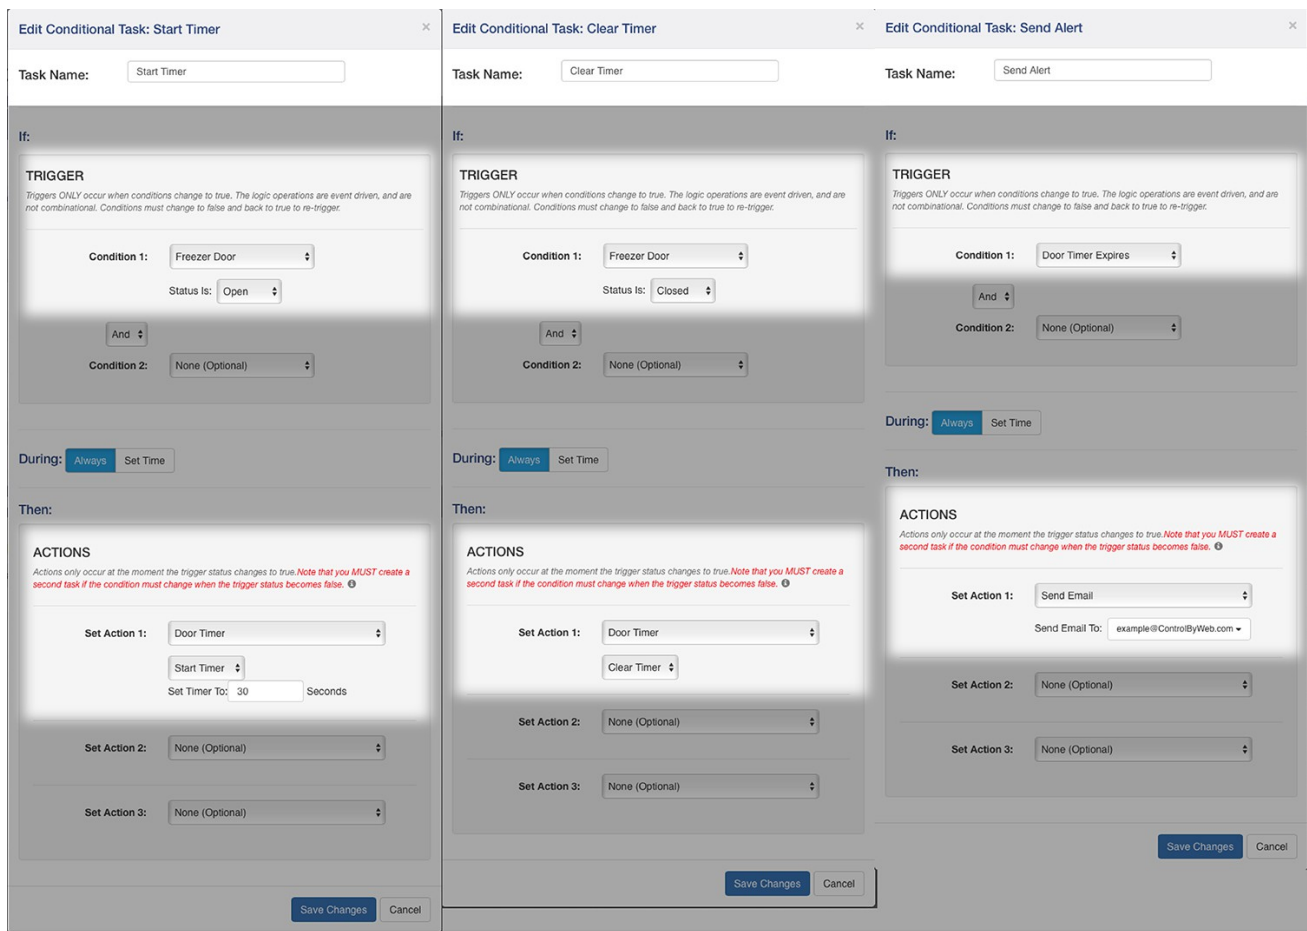 Edit Conditional Task: Start Timer ×
Task Name: Start Timer
If:
TRIGGER
Triggers ONLY occur when conditions change to true. The logic operations are event driven, and are
not combinational. Conditions must change to false and back to true to re-trigger.
Condition 1: Freezer Door
Status Is: Open
And
Condition 2: None (Optional)
During: Always Set Time
Then:
ACTIONS
Actions only occur at the moment the trigger status changes to true.Note that you MUST create a
second task if the condition must change when the trigger status becomes false.
Set Action 1: Door Timer
Start Timer
Set Timer To: 30 Seconds
Set Action 2: None (Optional)
Set Action 3: None (Optional)
Save Changes Cancel
Edit Conditional Task: Clear Timer ×
Task Name: Clear Timer
If:
TRIGGER
Triggers ONLY occur when conditions change to true. The logic operations are event driven, and are
not combinational. Conditions must change to false and back to true to re-trigger.
Condition 1: Freezer Door
Status Is: Closed
And
Condition 2: None (Optional)
During: Always Set Time
Then:
ACTIONS
Actions only occur at the moment the trigger status changes to true.Note that you MUST create a
second task if the condition must change when the trigger status becomes false.
Set Action 1: Door Timer
Clear Timer
Set Action 2: None (Optional)
Set Action 3: None (Optional)
Save Changes Cancel
Edit Conditional Task: Send Alert ×
Task Name: Send Alert
If:
TRIGGER
Triggers ONLY occur when conditions change to true. The logic operations are event driven, and are
not combinational. Conditions must change to false and back to true to re-trigger.
Condition 1: Door Timer Expires
And
Condition 2: None (Optional)
During: Always Set Time
Then:
ACTIONS
Actions only occur at the moment the trigger status changes to true.Note that you MUST create a
second task if the condition must change when the trigger status becomes false.
Set Action 1: Send Email
Send Email To: example@ControlByWeb.com
Set Action 2: None (Optional)
Set Action 3: None (Optional)
Save Changes Cancel